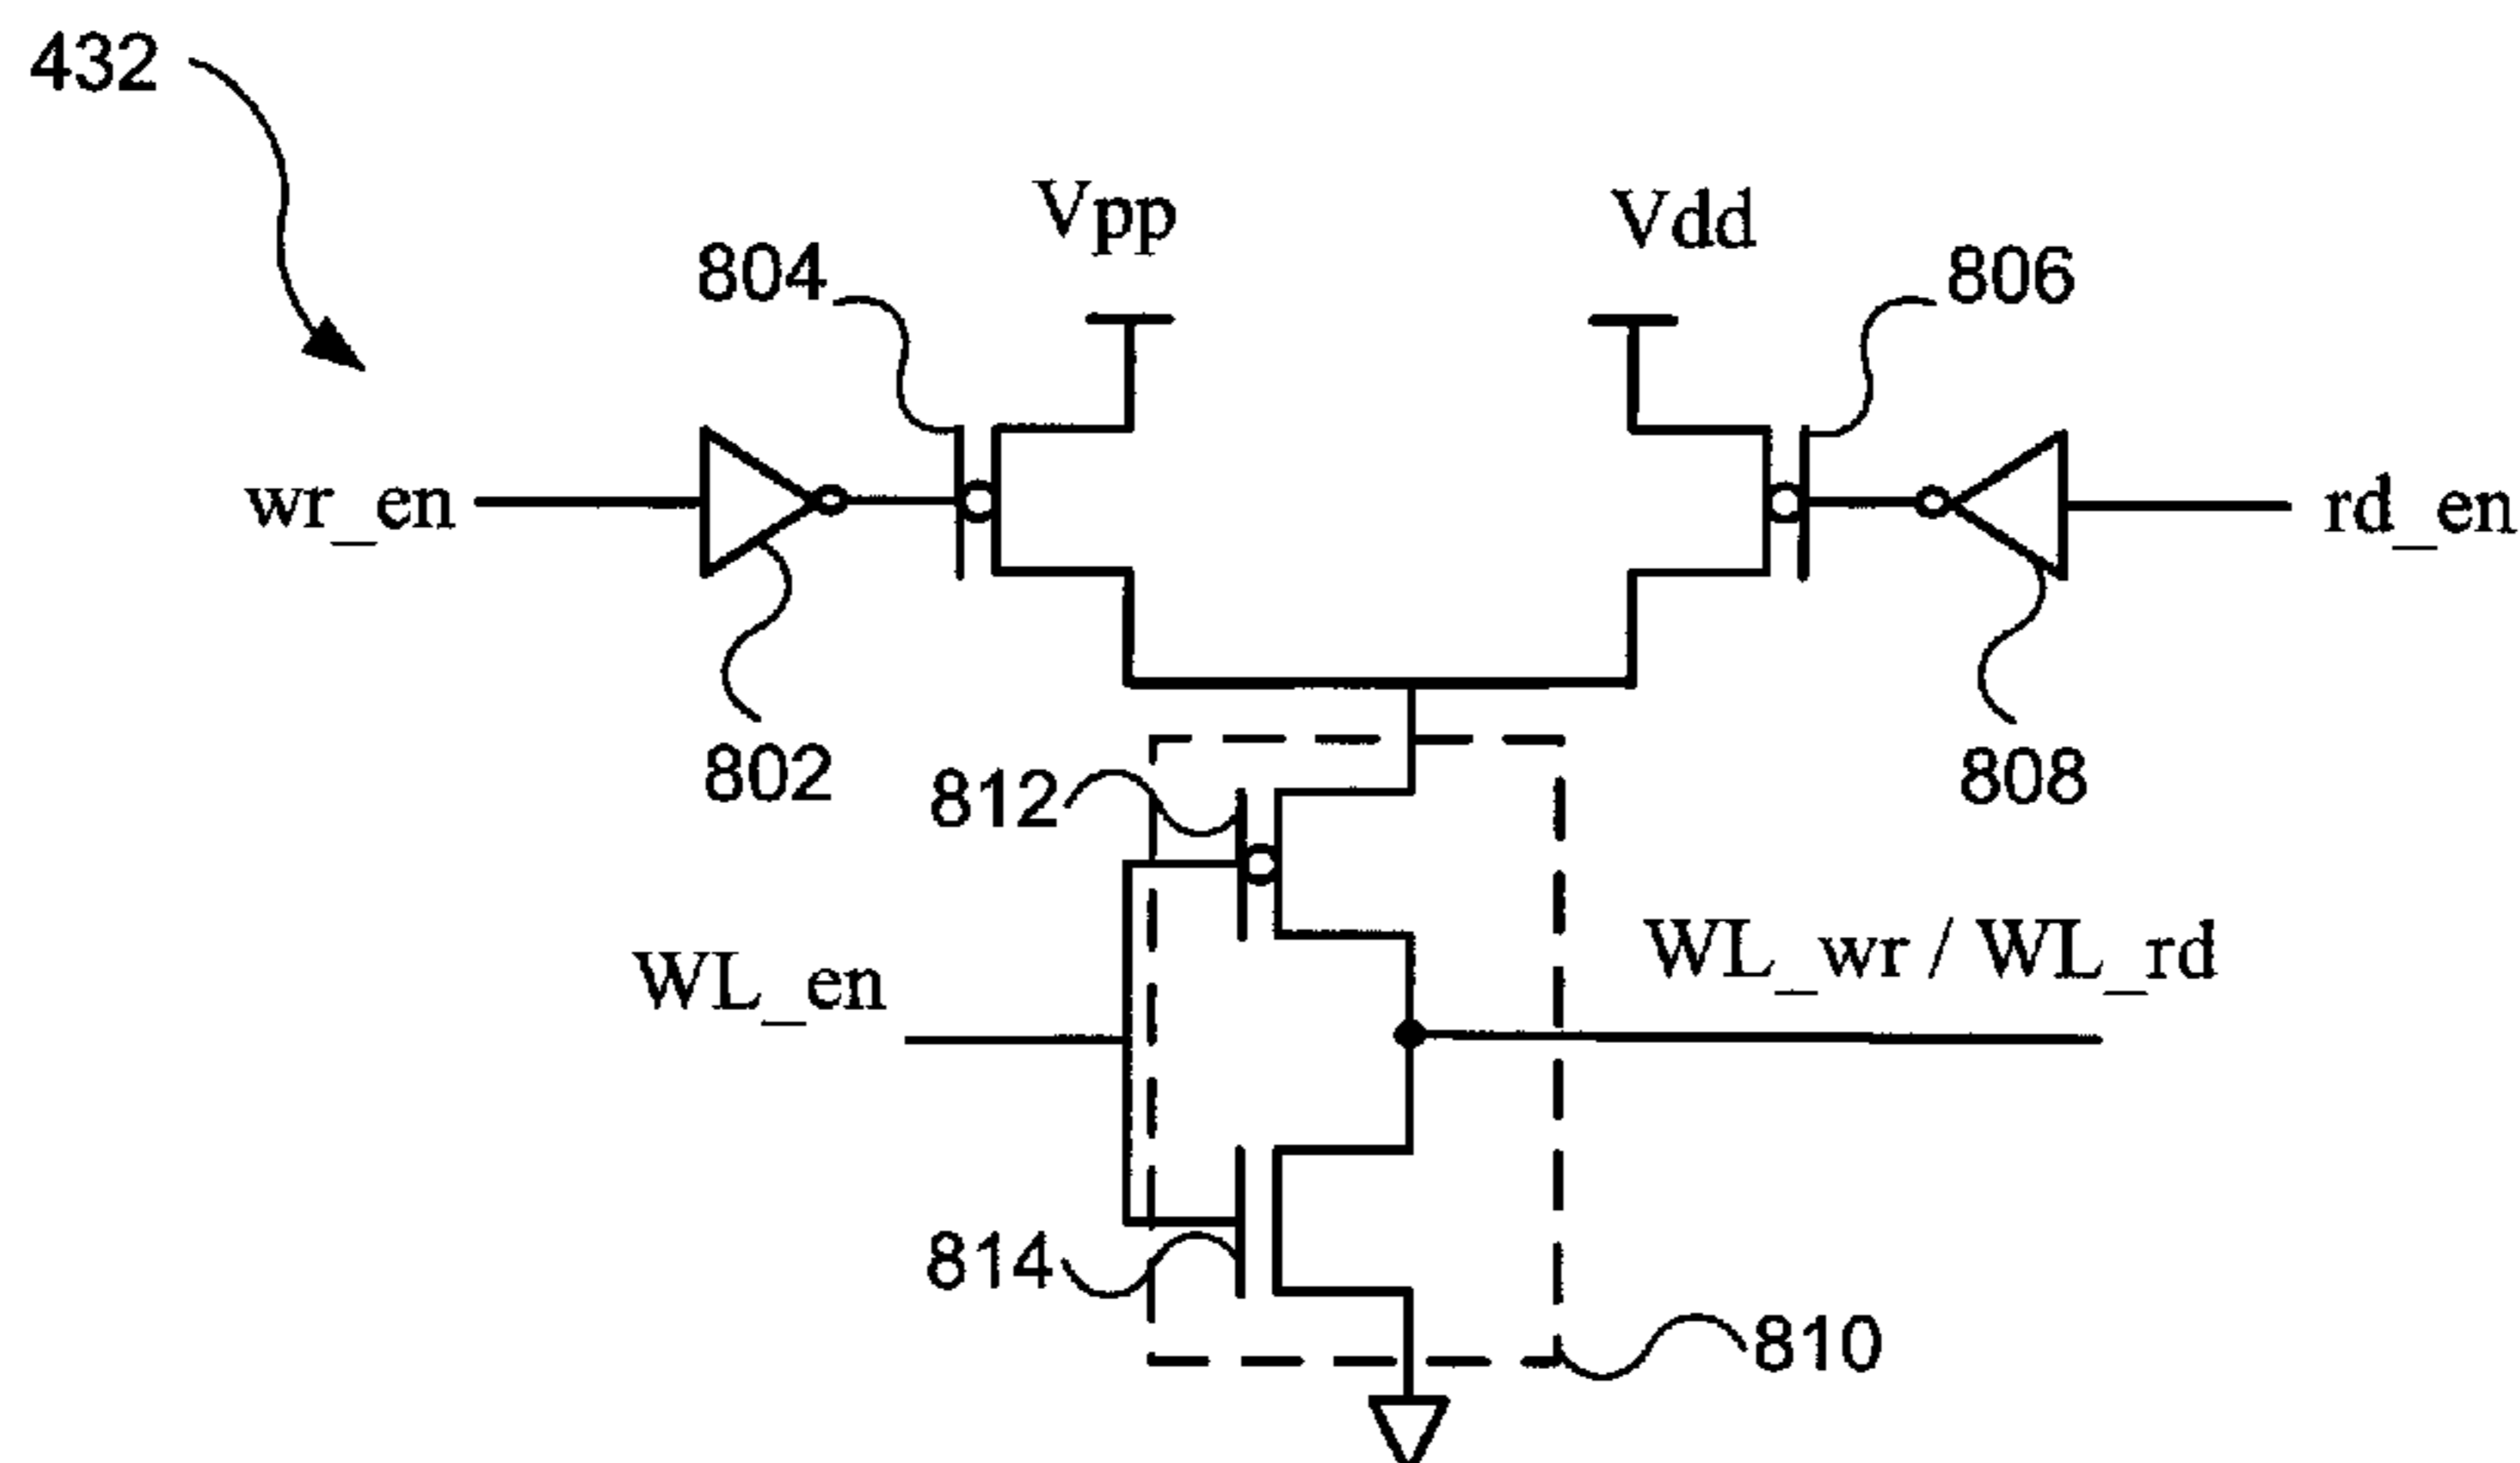 432
Vpp
Vdd
804
806
wr_en
rd_en
802
808
812
WL_en
WL_wr / WL_rd
814
810